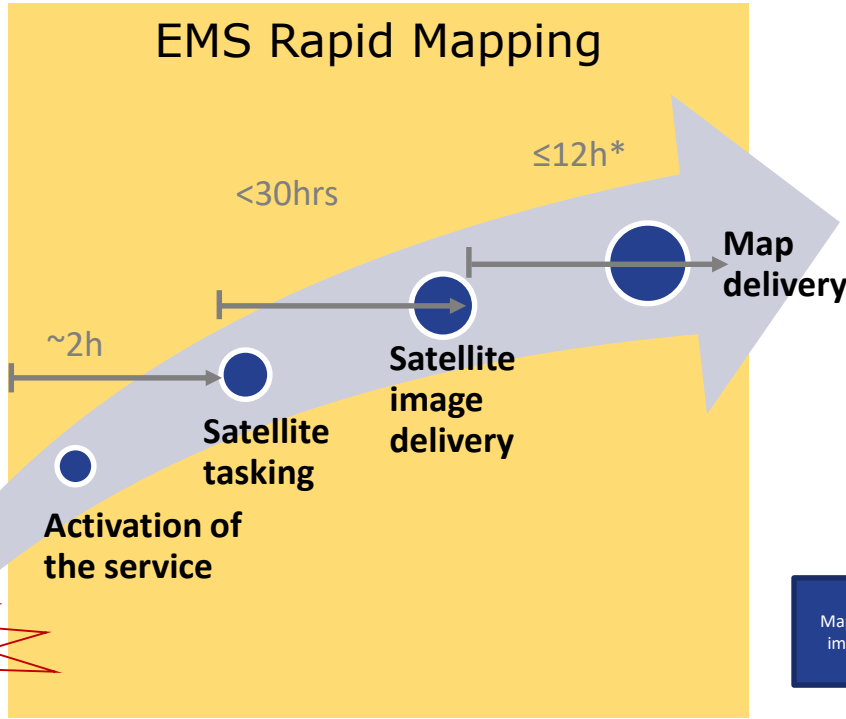 EMS Rapid Mapping
≤12h*
<30hrs
Map
delivery
~2h
Satellite
image
delivery
Satellite
tasking
Activation of
the service